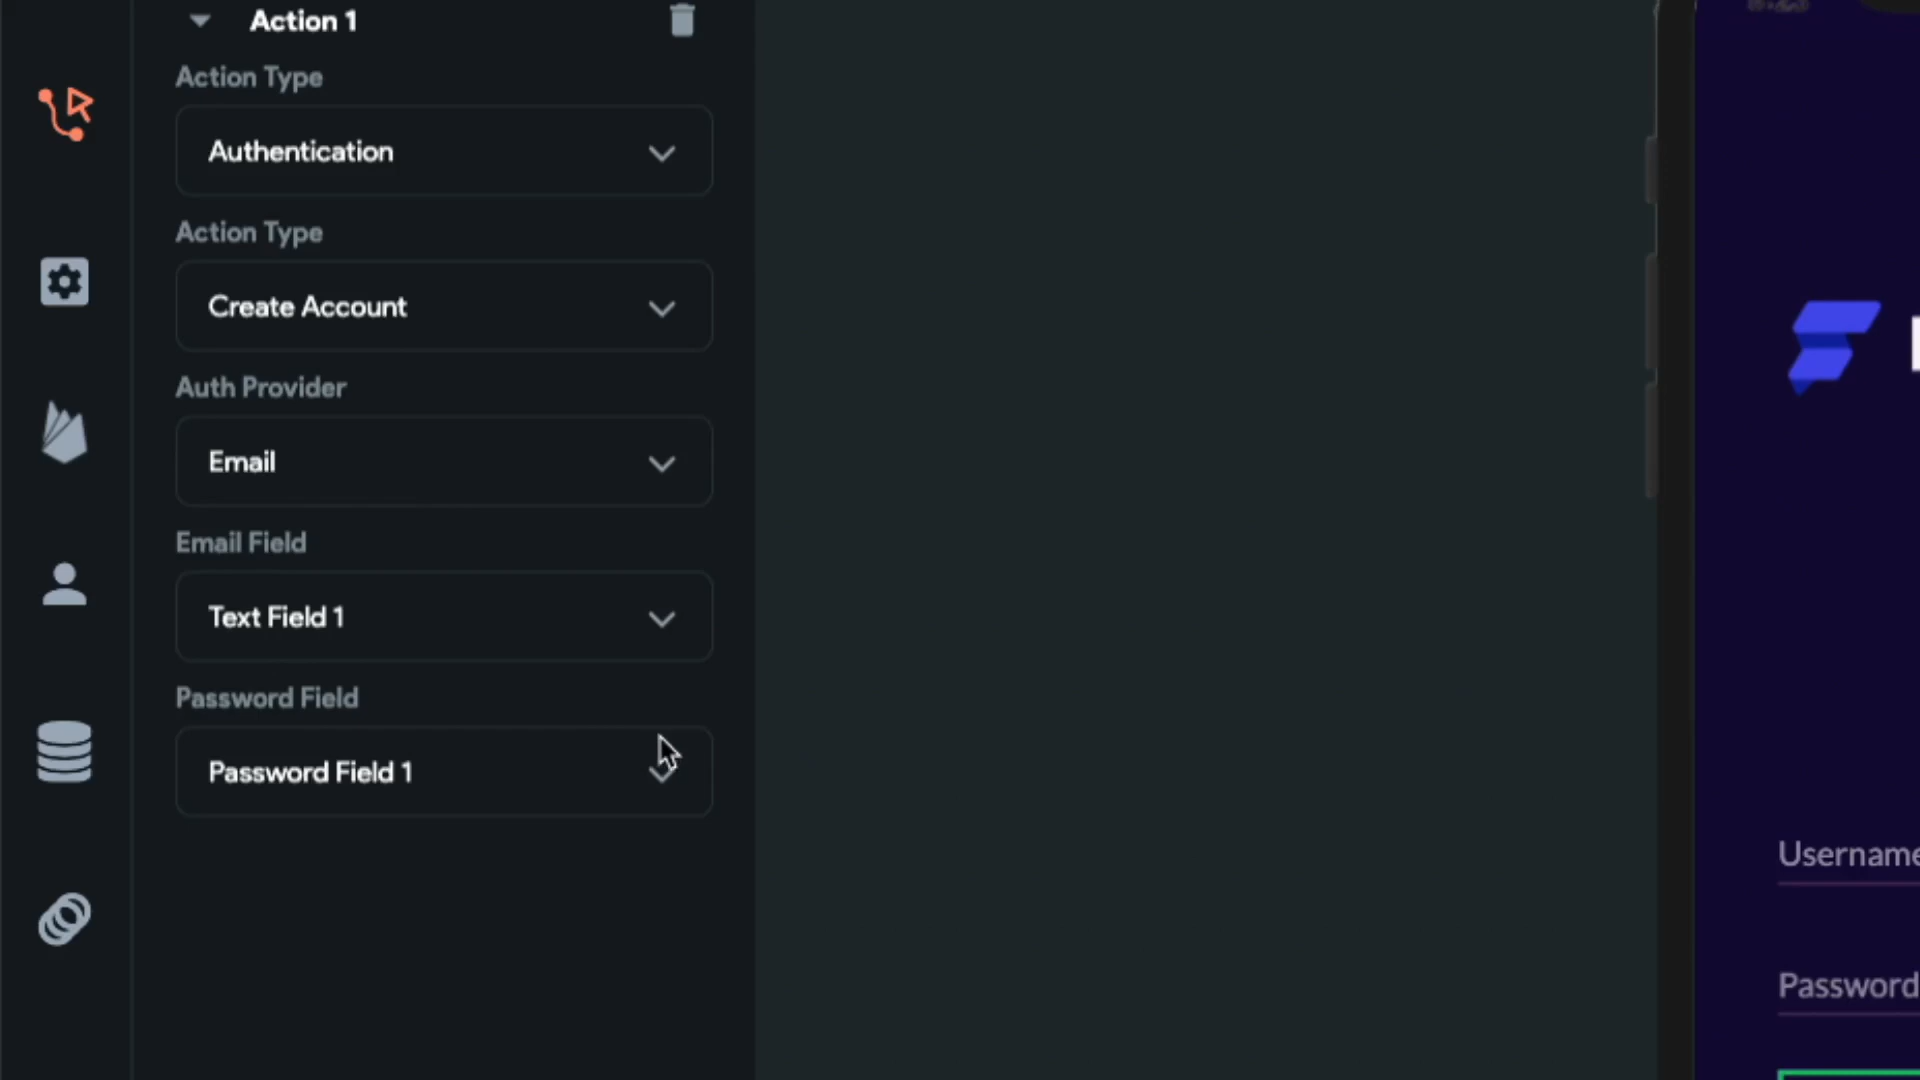 Action 1
Action Type
Authentication
Action Type
Create Account
Auth Provider
Email
Email Field
Text Field 1
Password Field
Password Field 1
Username
Password